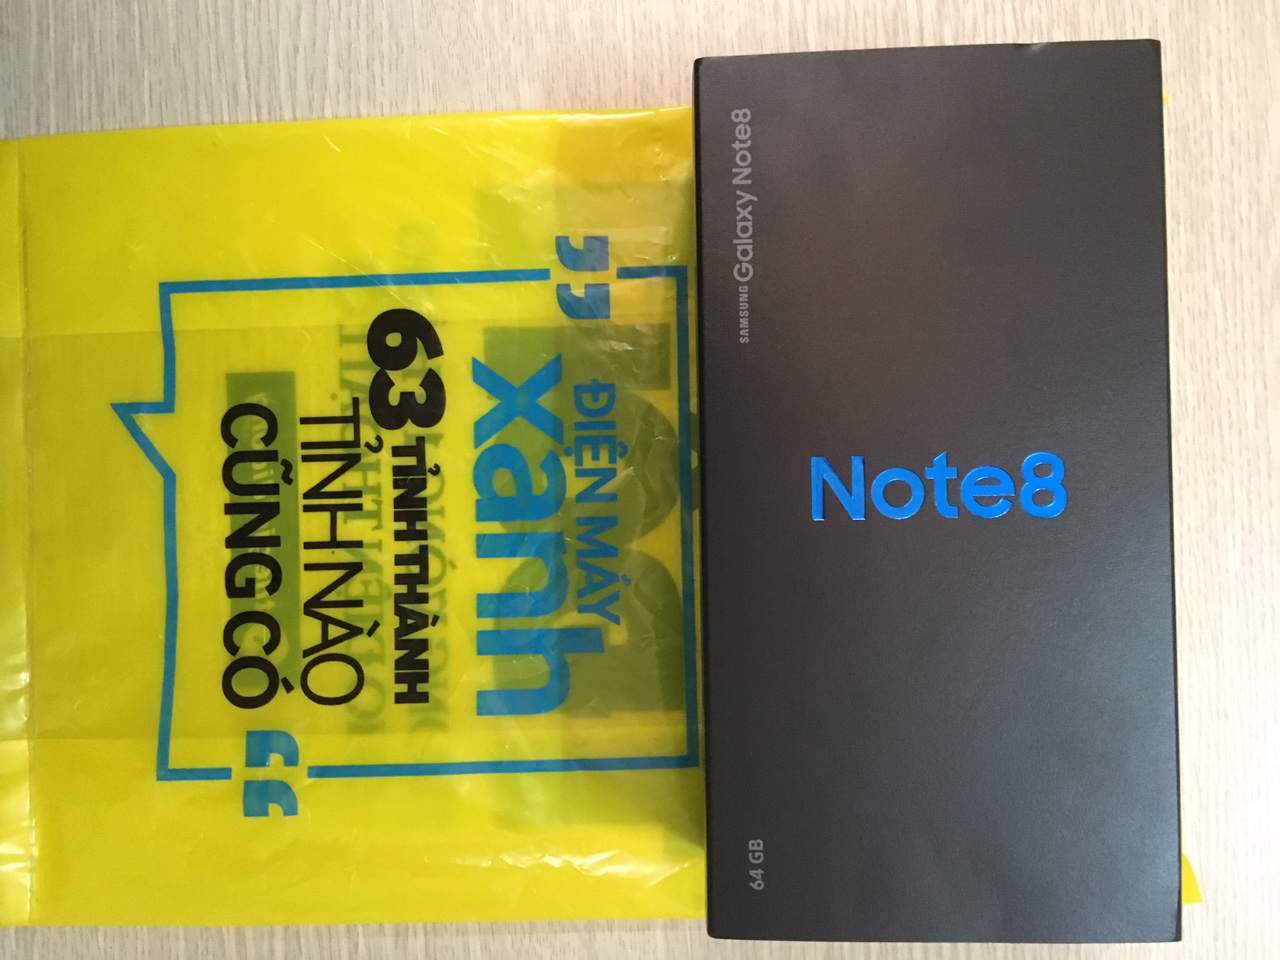 ĐIỆN MÁY
xanh
63 TỈNH THÀNH
TỈNH NÀO
CŨNG CÓ
SAMSUNG Galaxy Note8
Note8
64 GB